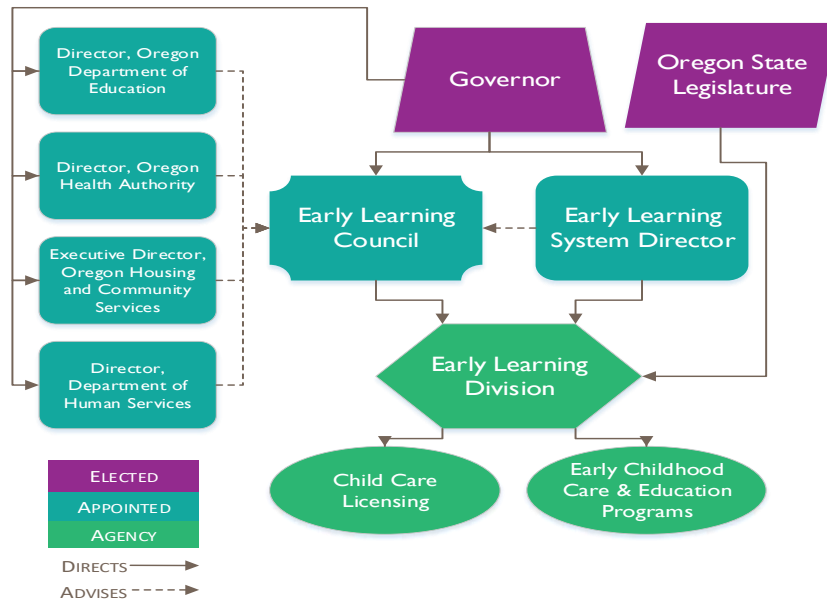 Director, Oregon
Department of
Education
Director, Oregon
Health Authority
Executive Director,
Oregon Housing
and Community
Services
Director,
Department of
Human Services
Governor
Oregon State
Legislature
Early Learning
Council
Early Learning
System Director
Early Learning
Division
Child Care
Licensing
Early Childhood
Care & Education
Programs
ELECTED
APPOINTED
AGENCY
DIRECTS
ADVISES